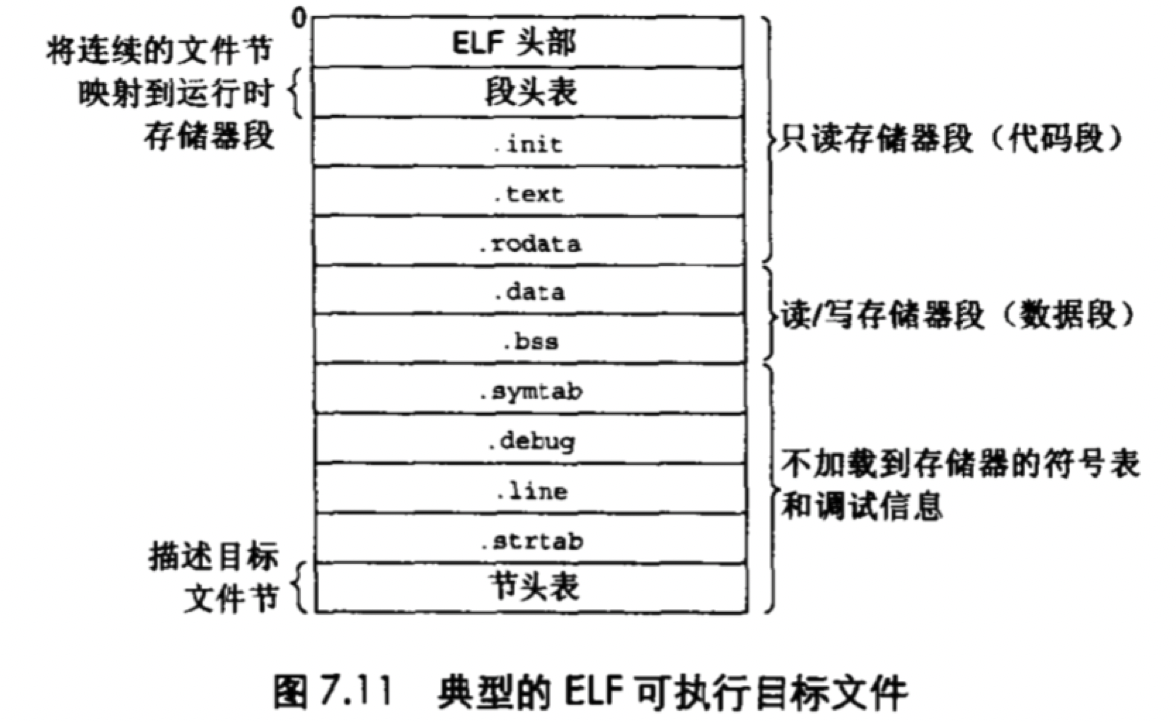 0
ELF 头部
将连续的文件节
映射到运行时
存储器段
段头表
.init
.text
.rodata
只读存储器段（代码段）
.data
.bss
读/写存储器段（数据段）
.symtab
.debug
.line
.strtab
不加载到存储器的符号表
和调试信息
描述目标
文件节
节头表
图 7.11 典型的 ELF 可执行目标文件